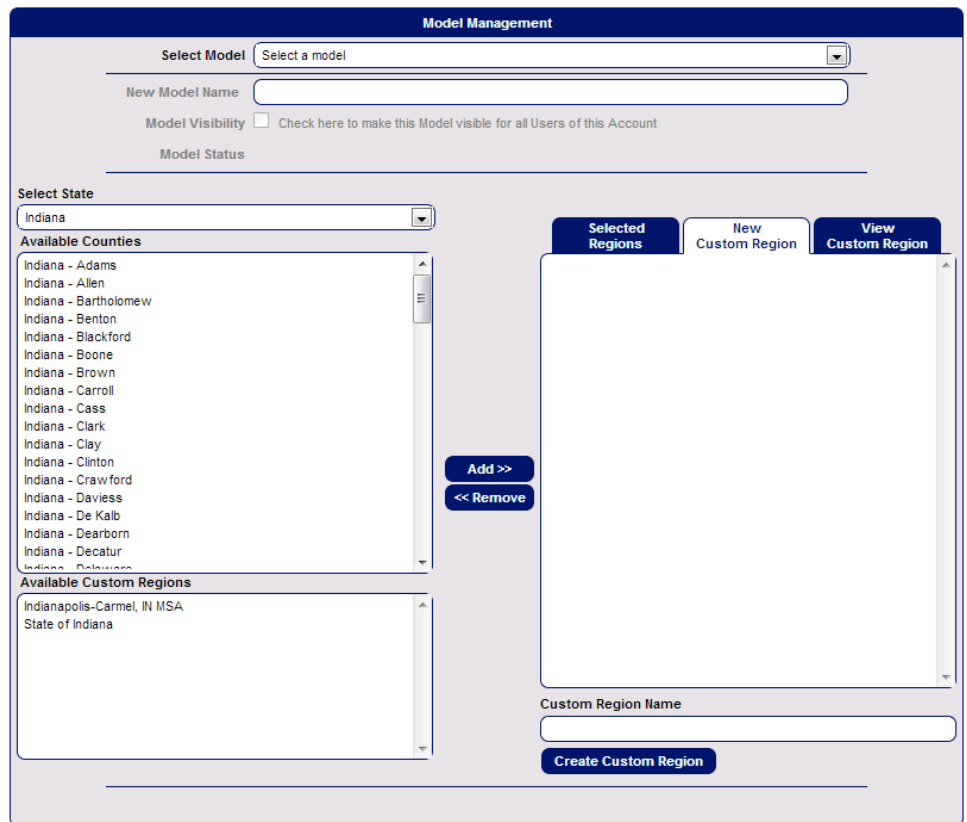 Model Management
Select Model
Select a model
New Model Name
Model Visibility
Check here to make this Model visible for all Users of this Account
Model Status
Select State
Indiana
Available Counties
Indiana - Adams
Indiana - Allen
Indiana - Bartholomew
Indiana - Benton
Indiana - Blackford
Indiana - Boone
Indiana - Brown
Indiana - Carroll
Indiana - Cass
Indiana - Clark
Indiana - Clay
Indiana - Clinton
Indiana - Crawford
Indiana - Daviess
Indiana - De Kalb
Indiana - Dearborn
Indiana - Decatur
Indiana - Delaware
Available Custom Regions
Indianapolis-Carmel, IN MSA
State of Indiana
Add >>
<< Remove
Selected
Regions
New
Custom Region
View
Custom Region
Custom Region Name
Create Custom Region